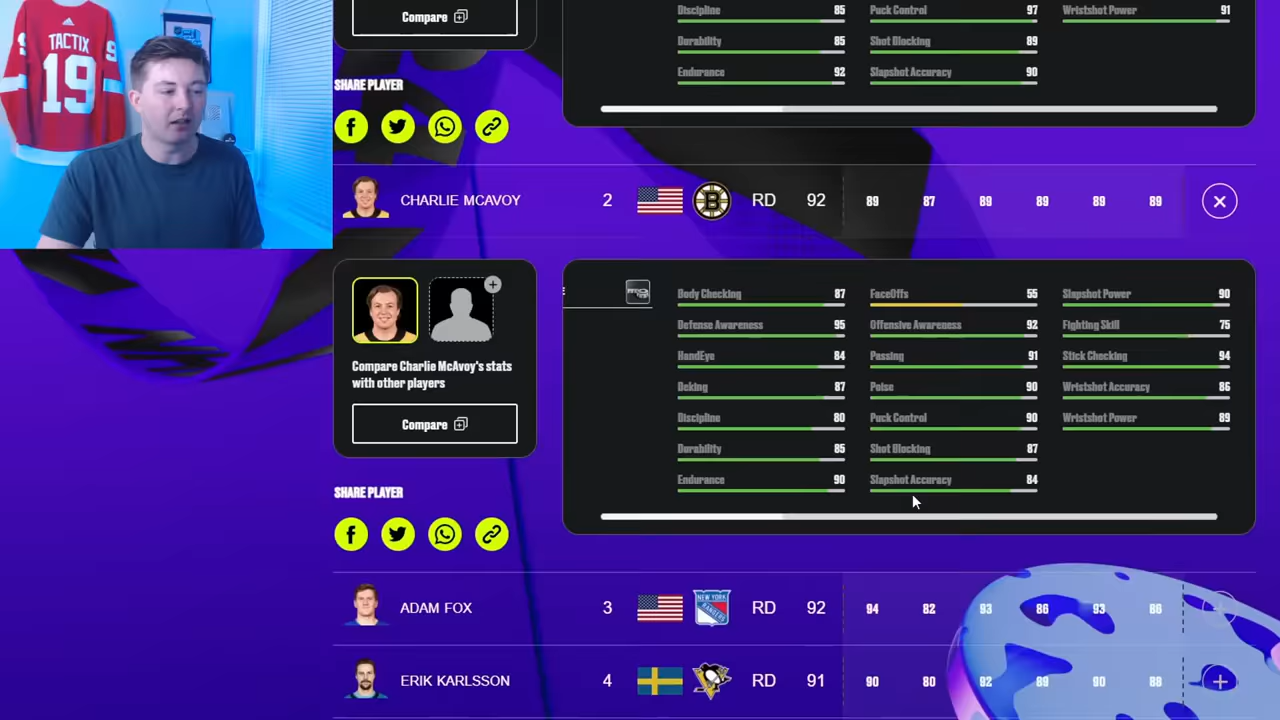 TACTIX
9 9
19
Compare
Discipline 85 Puck Control 97 Wristshot Power 91
Durability 85 Shot Blocking 89
Endurance 92 Slapshot Accuracy 90
SHARE PLAYER
CHARLIE MCAVOY 2 B RD 92 89 87 89 89 89 89
Body Checking 87 FaceOffs 55 Slapshot Power 90
Defense Awareness 95 Offensive Awareness 92 Fighting Skill 75
HandEye 84 Passing 91 Stick Checking 94
Deking 87 Poise 90 Wristshot Accuracy 86
Discipline 80 Puck Control 90 Wristshot Power 89
Durability 85 Shot Blocking 87
Endurance 90 Slapshot Accuracy 84
Compare Charlie McAvoy's stats
with other players
Compare
SHARE PLAYER
ADAM FOX 3 NEW YORK RANGERS RD 92 94 82 93 86 93 86
ERIK KARLSSON 4 RD 91 90 80 92 89 90 88